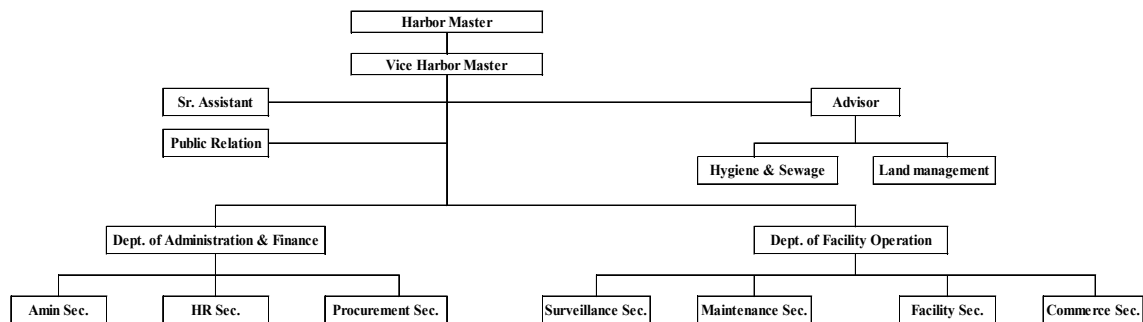 Harbor Master
Vice Harbor Master
Sr. Assistant
Advisor
Public Relation
Hygiene & Sewage
Land management
Dept. of Administration & Finance
Dept. of Facility Operation
Amin Sec.
HR Sec.
Procurement Sec.
Surveillance Sec.
Maintenance Sec.
Facility Sec.
Commerce Sec.